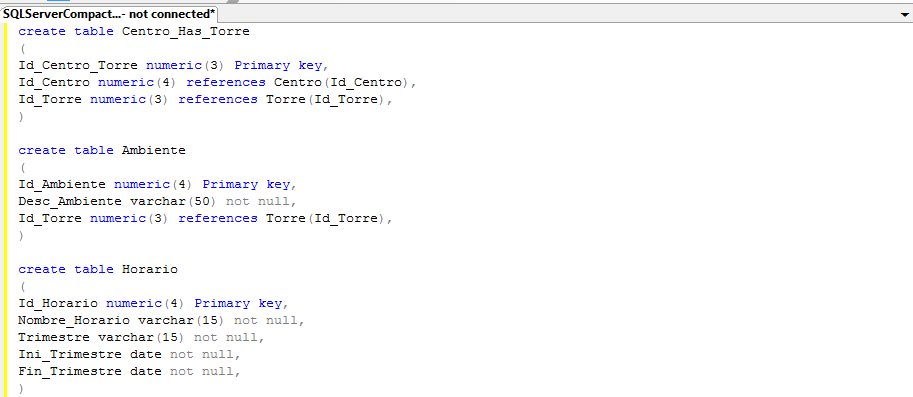 SQLServerCompact...- not connected*
create table Centro_Has_Torre
(
Id_Centro_Torre numeric(3) Primary key,
Id_Centro numeric(4) references Centro(Id_Centro),
Id_Torre numeric(3) references Torre(Id_Torre),
)
create table Ambiente
(
Id_Ambiente numeric(4) Primary key,
Desc_Ambiente varchar(50) not null,
Id_Torre numeric(3) references Torre(Id_Torre),
)
create table Horario
(
Id_Horario numeric(4) Primary key,
Nombre_Horario varchar(15) not null,
Trimestre varchar(15) not null,
Ini_Trimestre date not null,
Fin_Trimestre date not null,
)